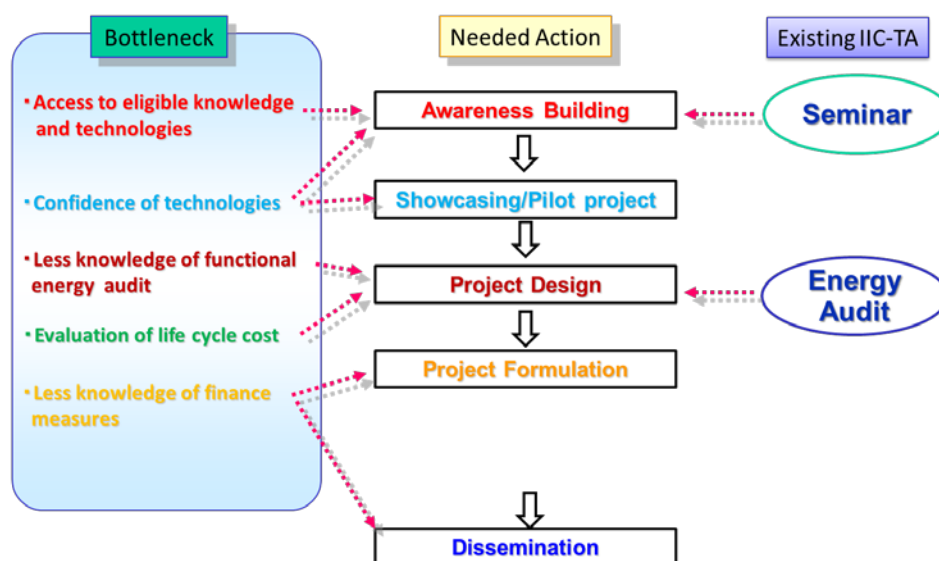 Bottleneck
Needed Action
Existing IIC-TA
・Access to eligible knowledge
and technologies
Awareness Building
Seminar
・Confidence of technologies
Showcasing/Pilot project
・Less knowledge of functional
energy audit
Project Design
Energy
Audit
・Evaluation of life cycle cost
Project Formulation
・Less knowledge of finance
measures
Dissemination